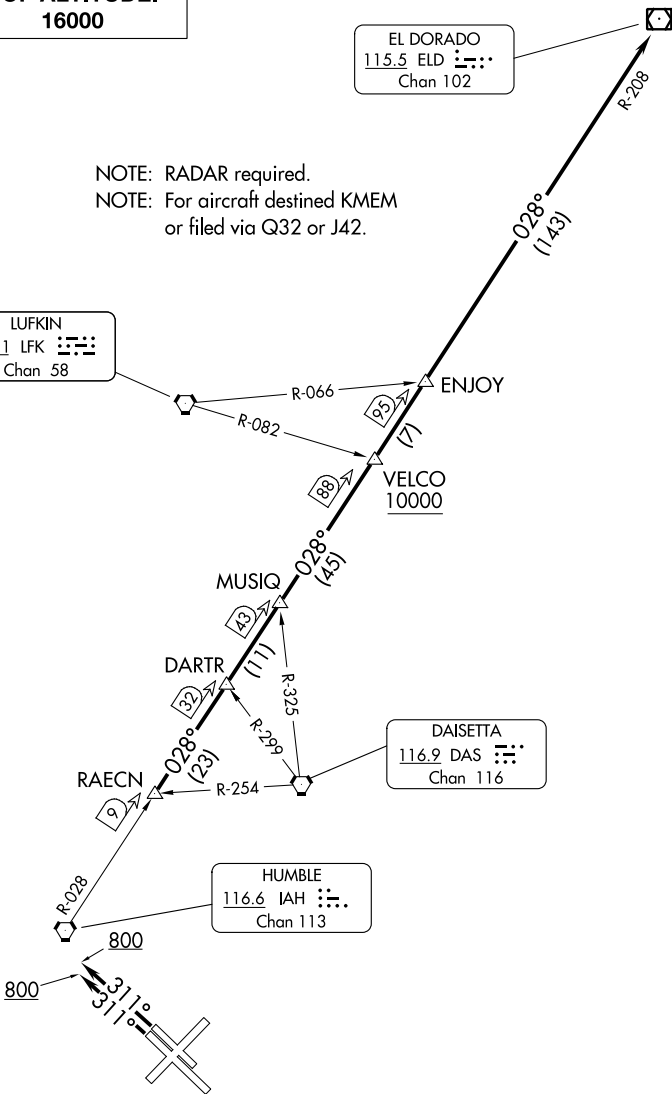 16000
EL DORADO
115.5 ELD
Chan 102
R-208
NOTE: RADAR required.
NOTE: For aircraft destined KMEM
or filed via Q32 or J42.
028°
(143)
LUFKIN
1 LFK
Chan 58
R-066
ENJOY
R-082
95
(7)
88
VELCO
10000
028°
(45)
MUSIQ
43
(11)
DARTR
R-325
32
R-299
028°
(23)
DAISETTA
116.9 DAS
Chan 116
RAECN
R-254
9
HUMBLE
116.6 IAH
Chan 113
R-028
800
800
311°
311°